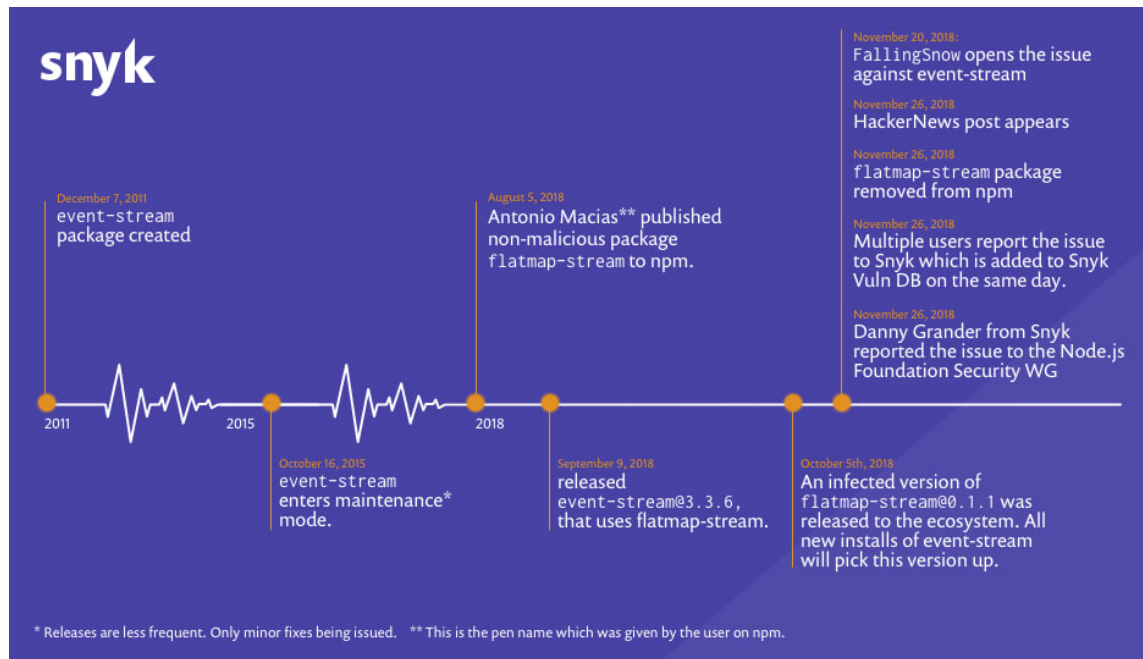 snyk
December 7, 2011
event-stream
package created
August 5, 2018
Antonio Macias** published
non-malicious package
flatmap-stream to npm.
November 20, 2018:
FallingSnow opens the issue
against event-stream
November 26, 2018
HackerNews post appears
November 26, 2018
flatmap-stream package
removed from npm
November 26, 2018
Multiple users report the issue
to Snyk which is added to Snyk
Vuln DB on the same day.
November 26, 2018
Danny Grander from Snyk
reported the issue to the Node.js
Foundation Security WG
2011
2015
2018
October 16, 2015
event-stream
enters maintenance*
mode.
September 9, 2018
released
event-stream@3.3.6,
that uses flatmap-stream.
October 5th, 2018
An infected version of
flatmap-stream@0.1.1 was
released to the ecosystem. All
new installs of event-stream
will pick this version up.
* Releases are less frequent. Only minor fixes being issued. ** This is the pen name which was given by the user on npm.